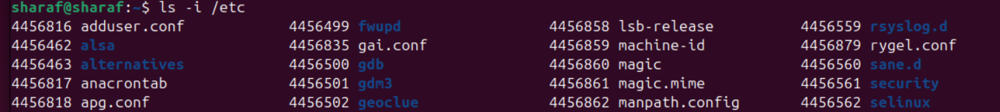 sharaf@sharaf:~$ ls -i /etc
4456816 adduser.conf 4456499 fwupd 4456858 lsb-release 4456559 rsyslog.d
4456462 alsa 4456835 gai.conf 4456859 machine-id 4456879 rygel.conf
4456463 alternatives 4456500 gdb 4456860 magic 4456560 sane.d
4456817 anacrontab 4456501 gdm3 4456861 magic.mime 4456561 security
4456818 apg.conf 4456502 geoclue 4456862 manpath.config 4456562 selinux